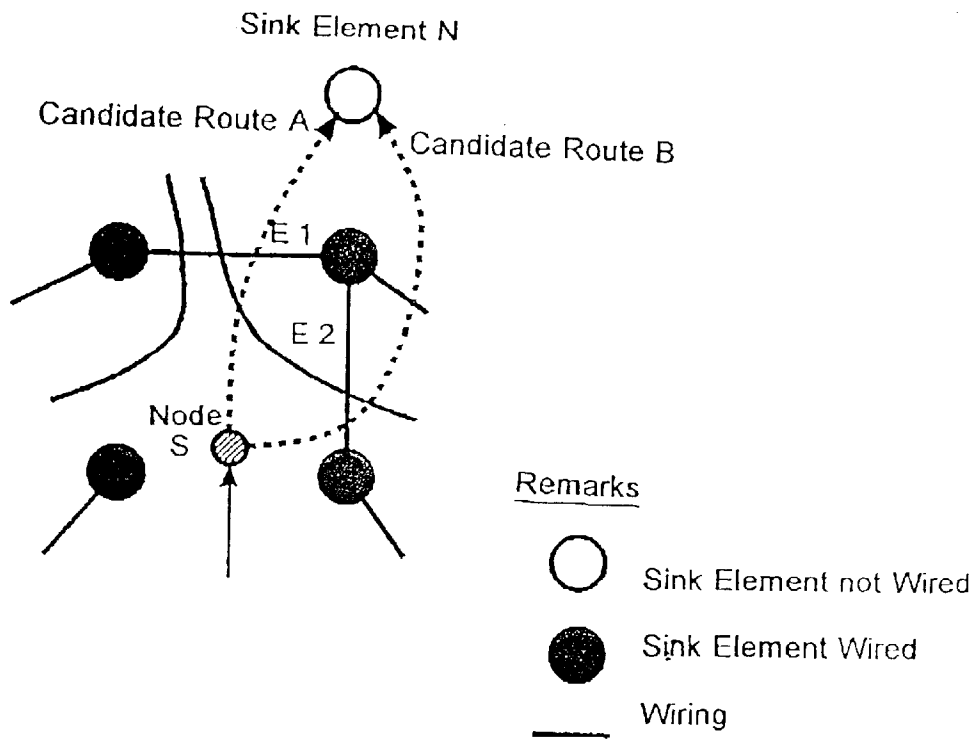 Sink Element N
Candidate Route A
Candidate Route B
E 1
E 2
Node
S
Remarks
Sink Element not Wired
Sink Element Wired
Wiring